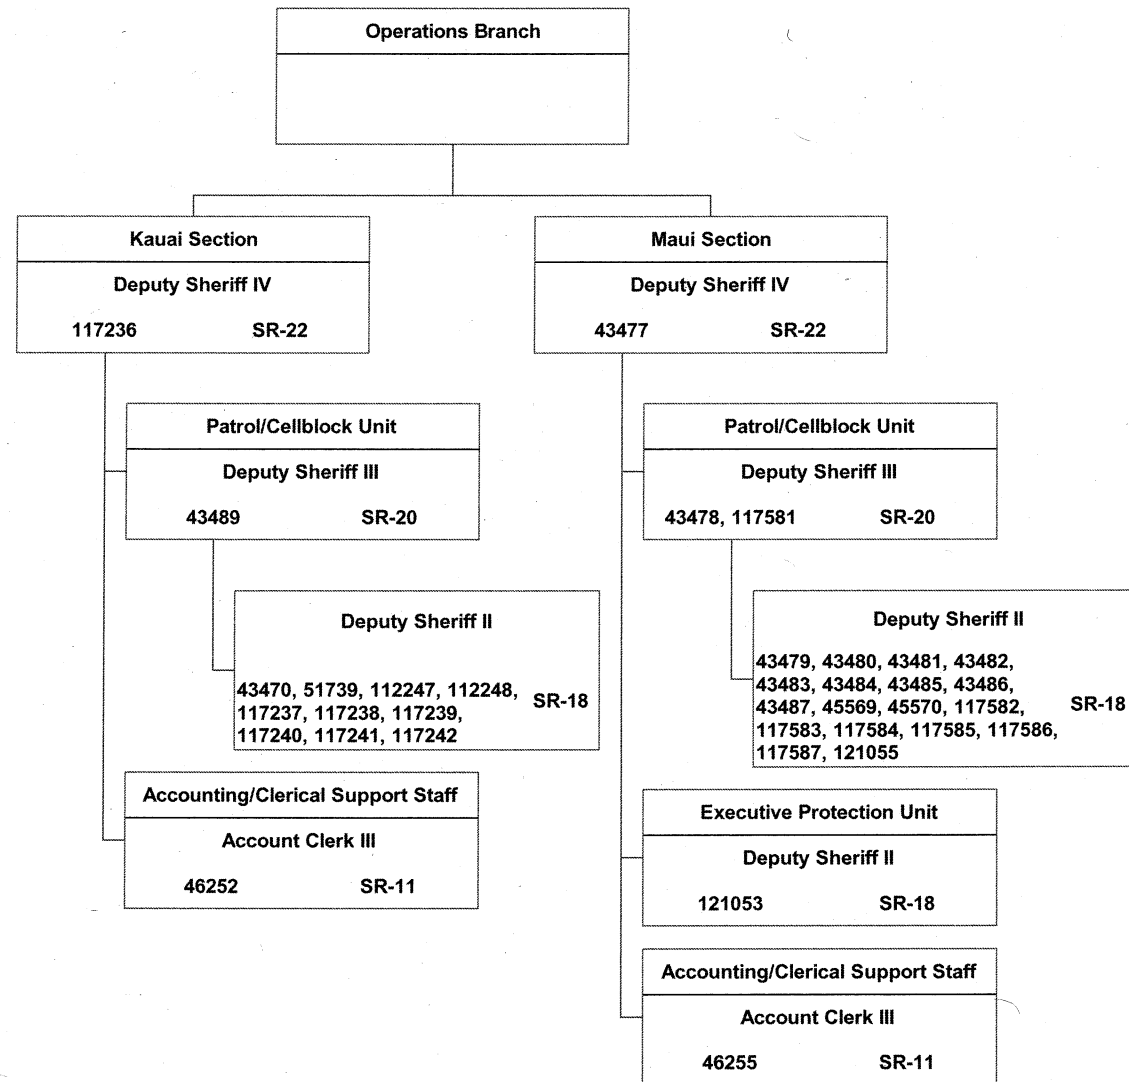 Operations Branch
Kauai Section
Deputy Sheriff IV
117236 SR-22
Patrol/Cellblock Unit
Deputy Sheriff III
43489 SR-20
Deputy Sheriff II
43470, 51739, 112247, 112248,
117237, 117238, 117239,
117240, 117241, 117242
SR-18
Accounting/Clerical Support Staff
Account Clerk III
46252 SR-11
Maui Section
Deputy Sheriff IV
43477 SR-22
Patrol/Cellblock Unit
Deputy Sheriff III
43478, 117581 SR-20
Deputy Sheriff II
43479, 43480, 43481, 43482,
43483, 43484, 43485, 43486,
43487, 45569, 45570, 117582,
117583, 117584, 117585, 117586,
117587, 121055
SR-18
Executive Protection Unit
Deputy Sheriff II
121053 SR-18
Accounting/Clerical Support Staff
Account Clerk III
46255 SR-11